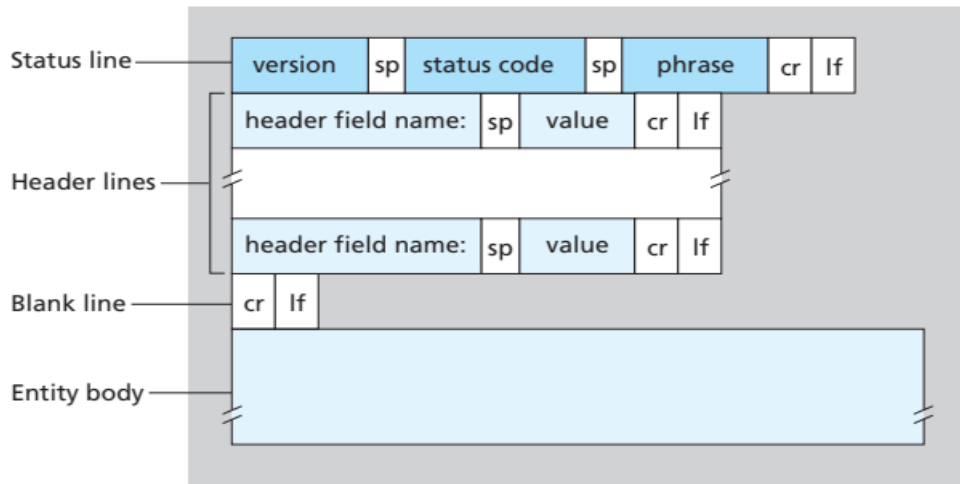 Status line version sp status code sp phrase cr lf
header field name: sp value cr lf
Header lines
header field name: sp value cr lf
Blank line cr lf
Entity body